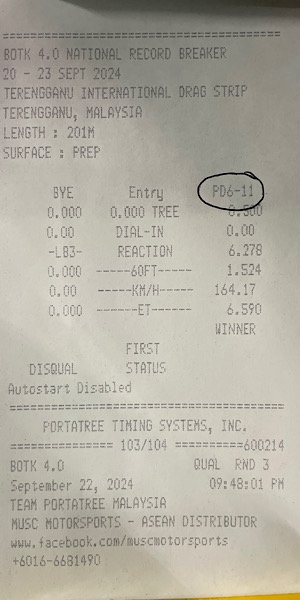 BOTK 4.0 NATIONAL RECORD BREAKER
20 - 23 SEPT 2024
TERENGGANU INTERNATIONAL DRAG STRIP
TERENGGANU, MALAYSIA
LENGTH : 201M
SURFACE : PREP
BYE Entry PD6-11
0.000 0.000 TREE 0.500
0.00 DIAL-IN 0.00
-LB3- REACTION 6.278
0.000 -----60FT----- 1.524
0.00 -----KM/H----- 164.17
0.000 ------ET------ 6.590
WINNER
FIRST
DISQUAL STATUS
Autostart Disabled
PORTATREE TIMING SYSTEMS, INC.
=============== 103/104 ==========600214
BOTK 4.0 QUAL RND 3
September 22, 2024 09:48:01 PM
TEAM PORTATREE MALAYSIA
MUSC MOTORSPORTS - ASEAN DISTRIBUTOR
www.facebook.com/muscmotorsports
+6016-6681490